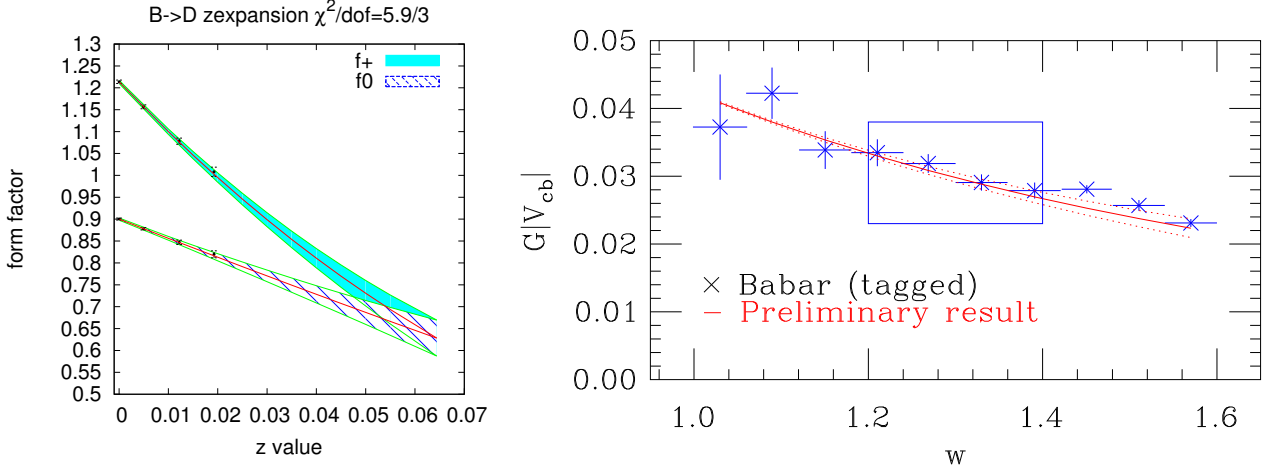 B->D zexpansion χ²/dof=5.9/3
f+
f0
1.3
1.25
1.2
1.15
1.1
1.05
1
0.95
0.9
0.85
0.8
0.75
0.7
0.65
0.6
0.55
0.5
form factor
0 0.01 0.02 0.03 0.04 0.05 0.06 0.07
z value
0.05
0.04
0.03
0.02
0.01
0.00
G|V_cb|
× Babar (tagged)
− Preliminary result
1.0 1.2 1.4 1.6
w